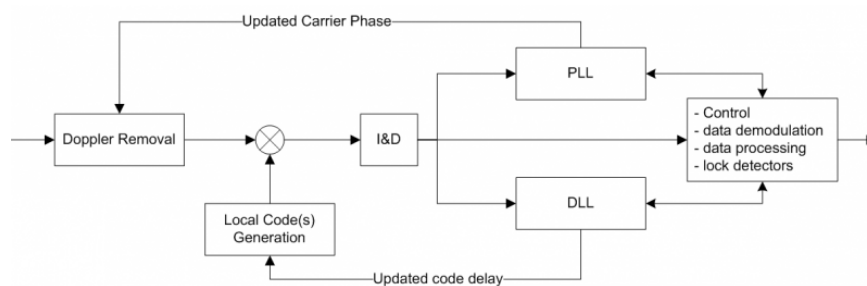 Updated Carrier Phase
PLL
Doppler Removal
I&D
- Control
- data demodulation
- data processing
- lock detectors
Local Code(s)
Generation
DLL
Updated code delay